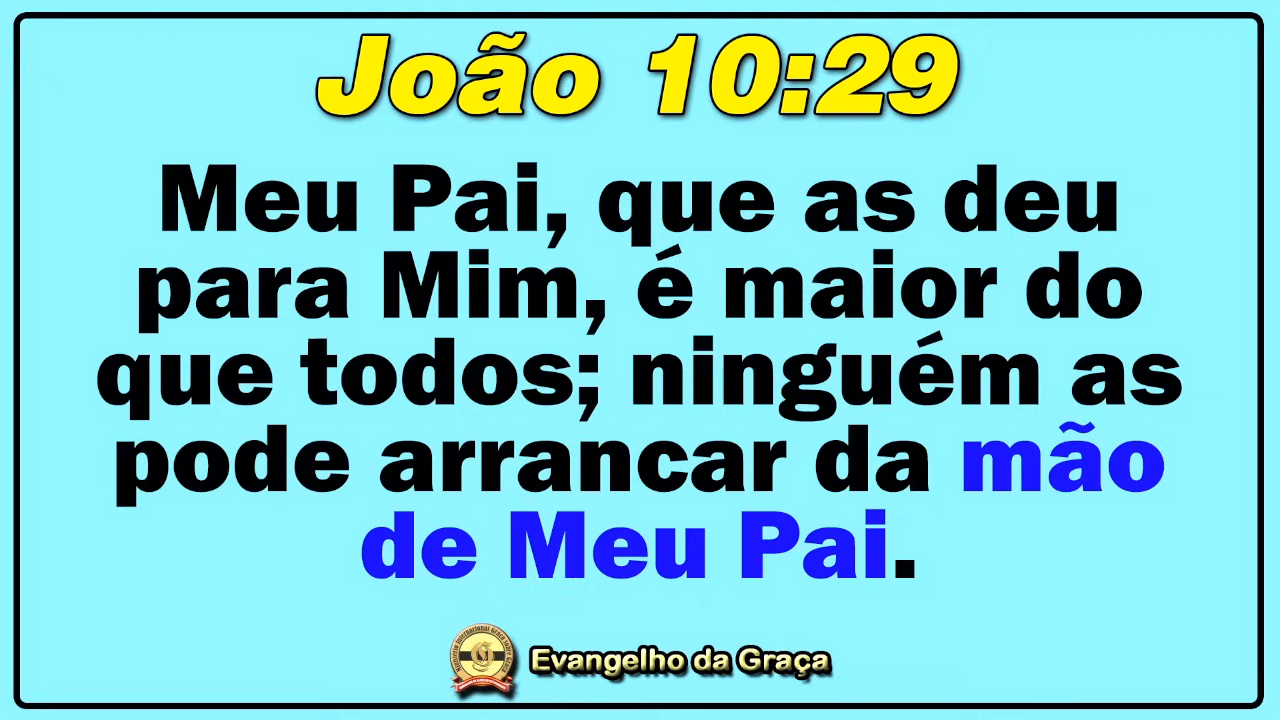 João 10:29
Meu Pai, que as deu
para Mim, é maior do
que todos; ninguém as
pode arrancar da mão
de Meu Pai.
Evangelho da Graça